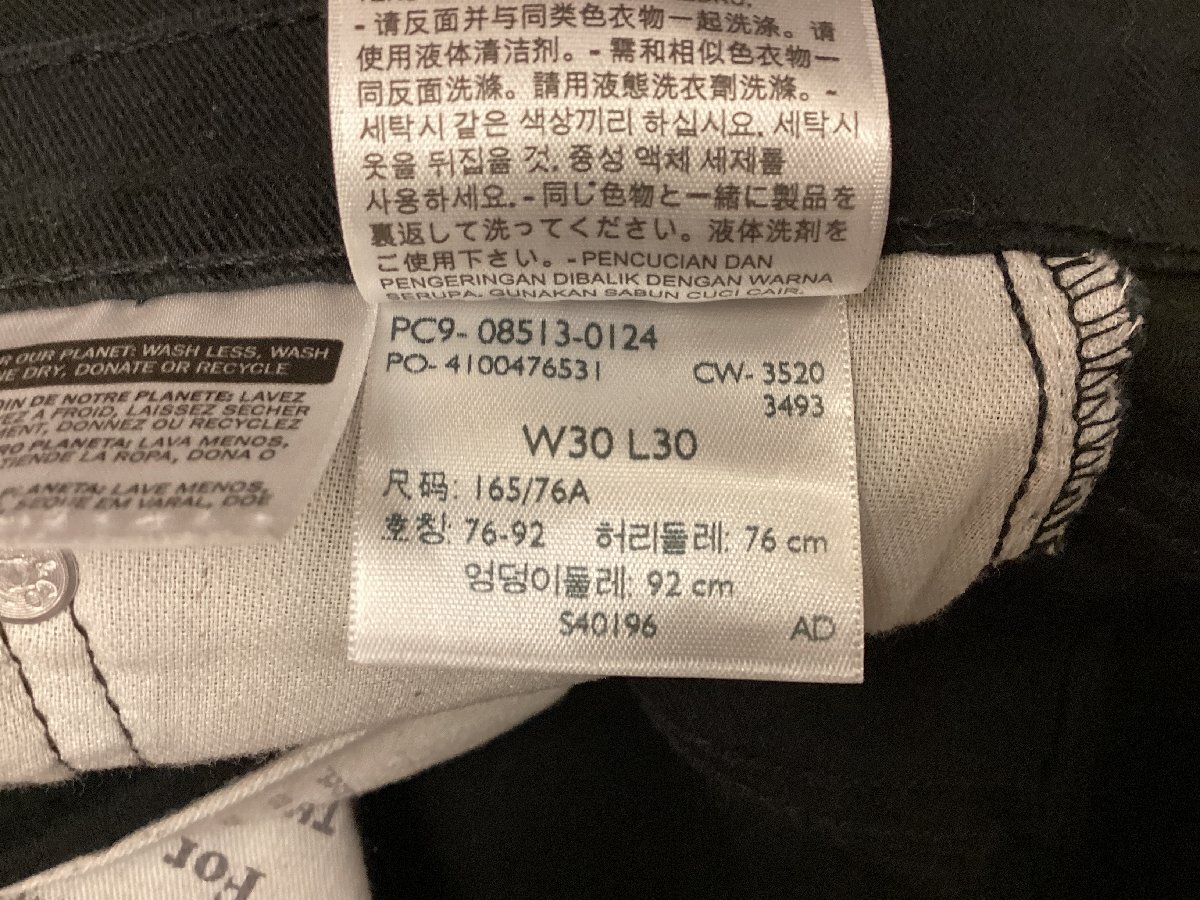 - 请反面并与同类色衣物一起洗涤。请
使用液体清洁剂。- 需和相似色衣物一
同反面洗滌。請用液態洗衣劑洗滌。-
세탁시 같은 색상끼리 하십시요. 세탁시
옷을 뒤집을 것. 중성 액체 세제를
사용하세요. - 同じ色物と一緒に製品を
裏返して洗ってください。液体洗剤を
ご使用下さい。- PENCUCIAN DAN
PENGERINGAN DIBALIK DENGAN WARNA
SERUPA. GUNAKAN SABUN CUCI CAIR.
PC9- 08513-0124
PO- 4100476531
CW- 3520
3493
W30 L30
尺码: 165/76A
호칭: 76-92 허리둘레: 76 cm
엉덩이둘레: 92 cm
S40196 AD
OUR PLANET: WASH LESS, WASH
DRY, DONATE OR RECYCLE
DE NOTRE PLANETE: LAVEZ
A FROID, LAISSEZ SECHER
DONNEZ OU RECYCLEZ
PLANETA: LAVA MENOS,
LA ROPA, DONA O
PLANETA: LAVE MENOS,
SEQUE EM VARAL, DOE
For